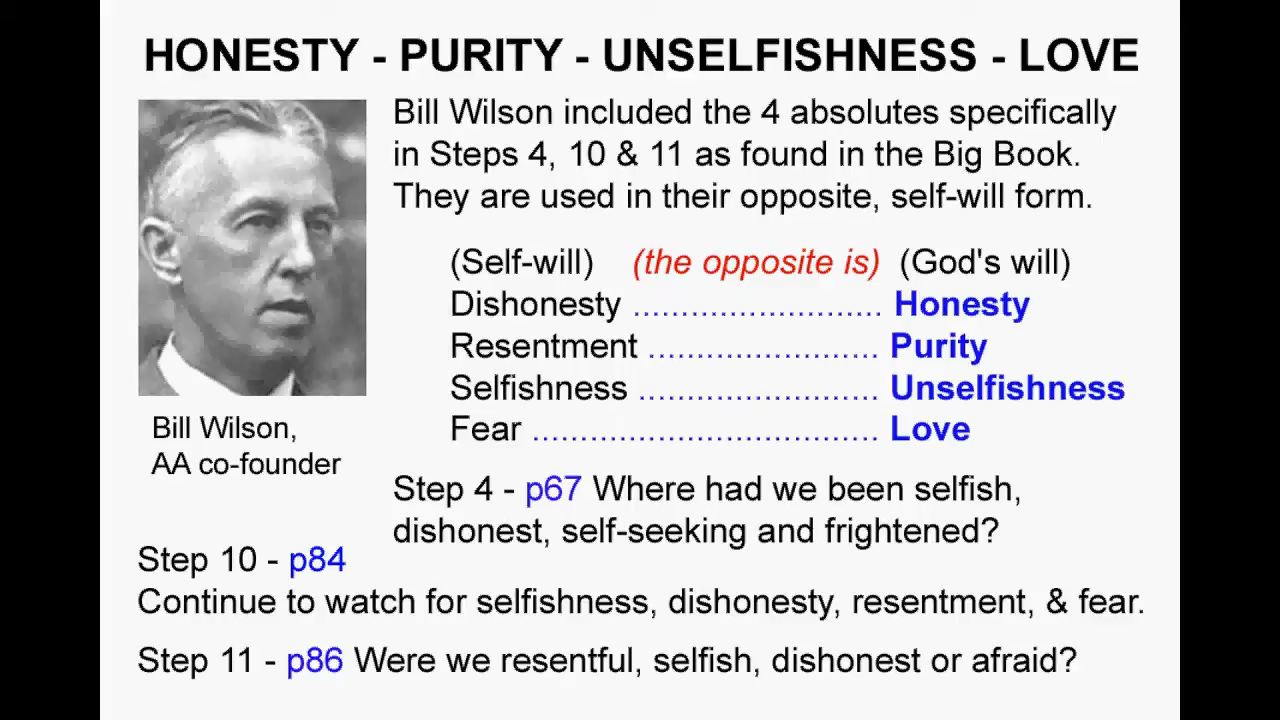 HONESTY - PURITY - UNSELFISHNESS - LOVE
Bill Wilson included the 4 absolutes specifically
in Steps 4, 10 & 11 as found in the Big Book.
They are used in their opposite, self-will form.
(Self-will) (the opposite is) (God's will)
Dishonesty .......................... Honesty
Resentment ........................ Purity
Selfishness ......................... Unselfishness
Fear .................................... Love
Bill Wilson,
AA co-founder
Step 4 - p67 Where had we been selfish,
dishonest, self-seeking and frightened?
Step 10 - p84
Continue to watch for selfishness, dishonesty, resentment, & fear.
Step 11 - p86 Were we resentful, selfish, dishonest or afraid?